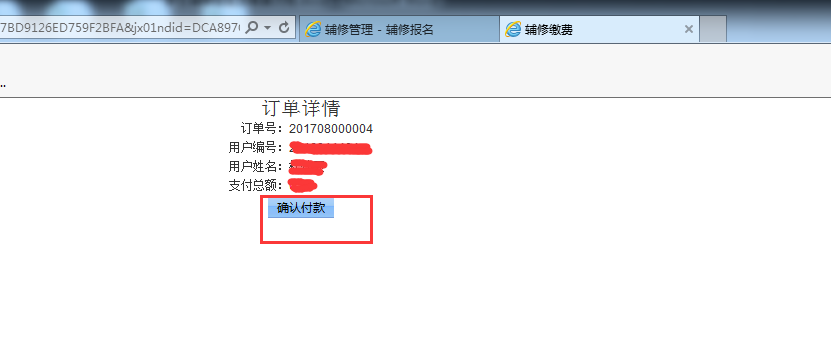 7BD9126ED759F2BFA&jx01ndid=DCA897
辅修管理 - 辅修报名
辅修缴费
..
订单详情
订单号：201708000004
用户编号：
用户姓名：
支付总额：
确认付款